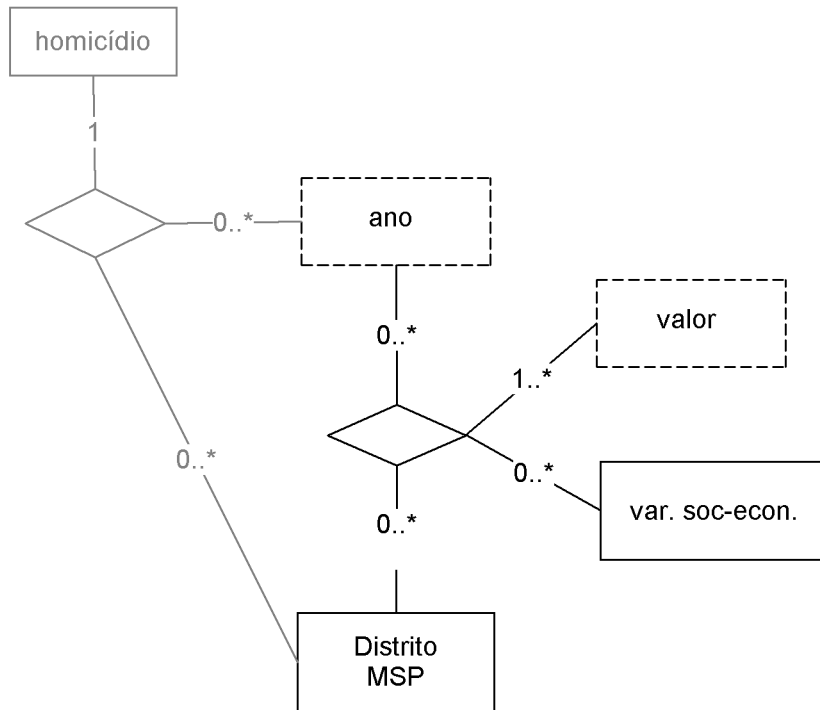 homicídio
1
0..*
ano
0..*
valor
1..*
0..*
0..*
var. soc-econ.
0..*
Distrito
MSP